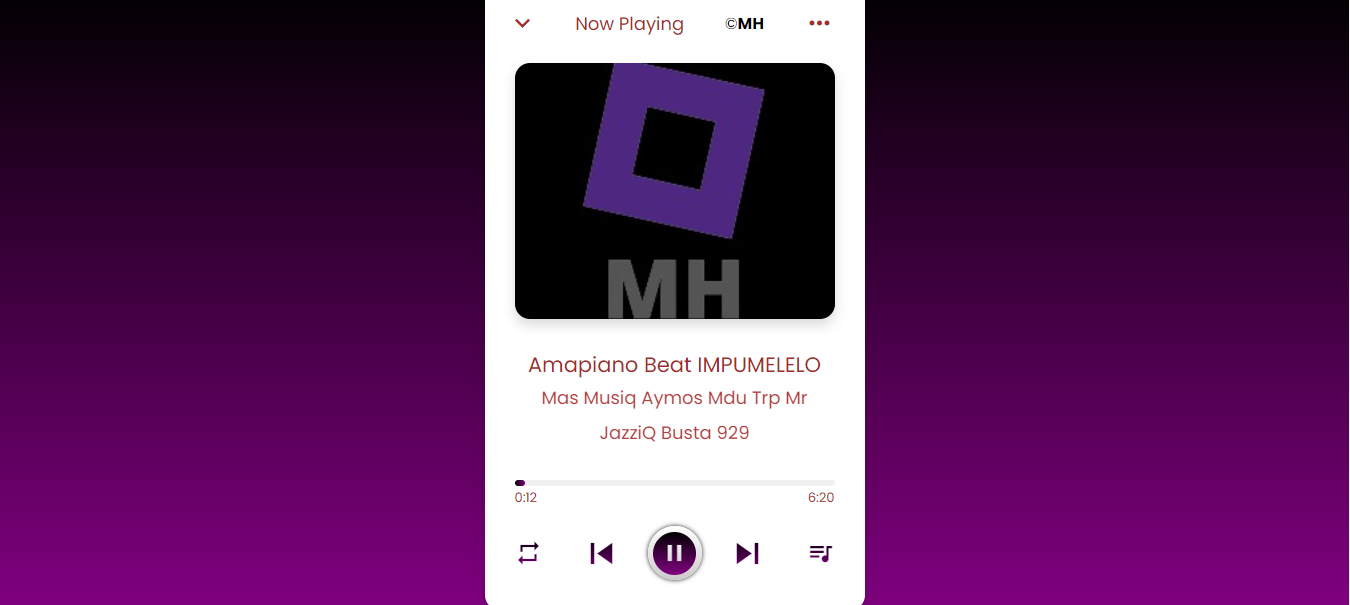 Now Playing ©MH
MH
Amapiano Beat IMPUMELELO
Mas Musiq Aymos Mdu Trp Mr
JazziQ Busta 929
0:12 6:20